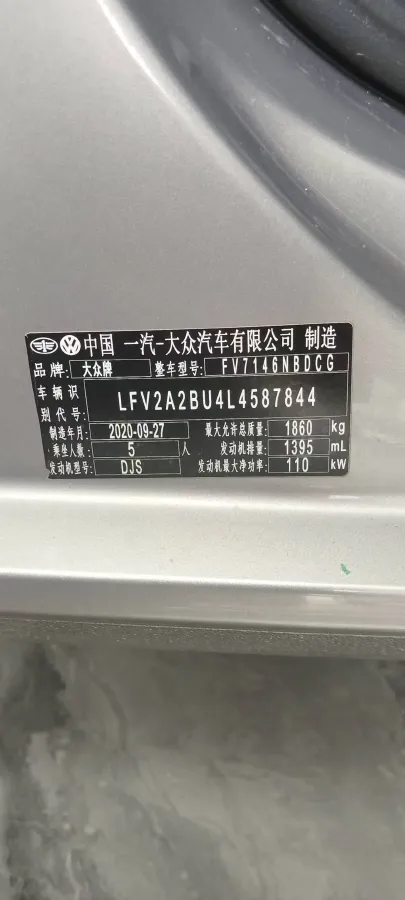 中国 一汽-大众汽车有限公司 制造
品牌: 大众牌 整车型号: FV7146NBDCG
车辆识别代号: LFV2A2BU4L4587844
制造年月: 2020-09-27 最大允许总质量: 1860 kg
乘坐人数: 5 人 发动机排量: 1395 mL
发动机型号: DJS 发动机最大净功率: 110 kW